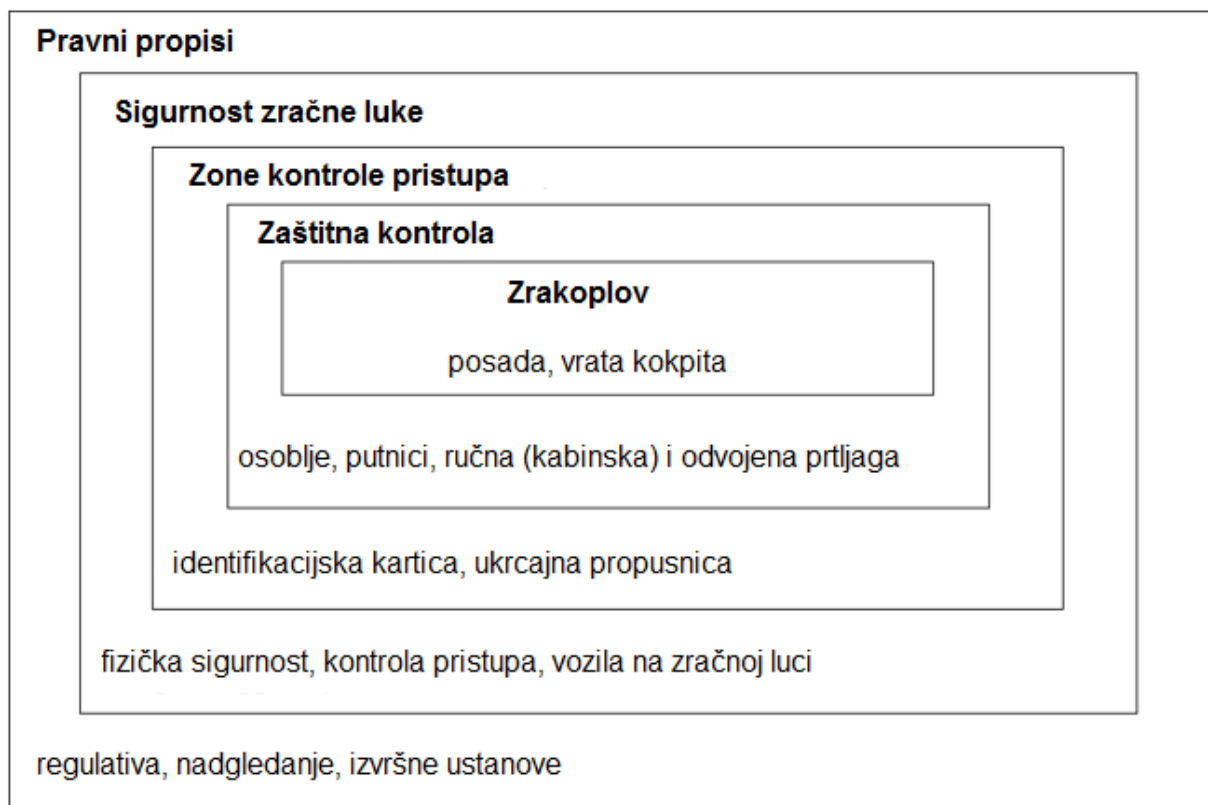 Pravni propisi
Sigurnost zračne luke
Zone kontrole pristupa
Zaštitna kontrola
Zrakoplov
posada, vrata kokpita
osoblje, putnici, ručna (kabinska) i odvojena prtljaga
identifikacijska kartica, ukrcajna propusnica
fizička sigurnost, kontrola pristupa, vozila na zračnoj luci
regulativa, nadgledanje, izvršne ustanove